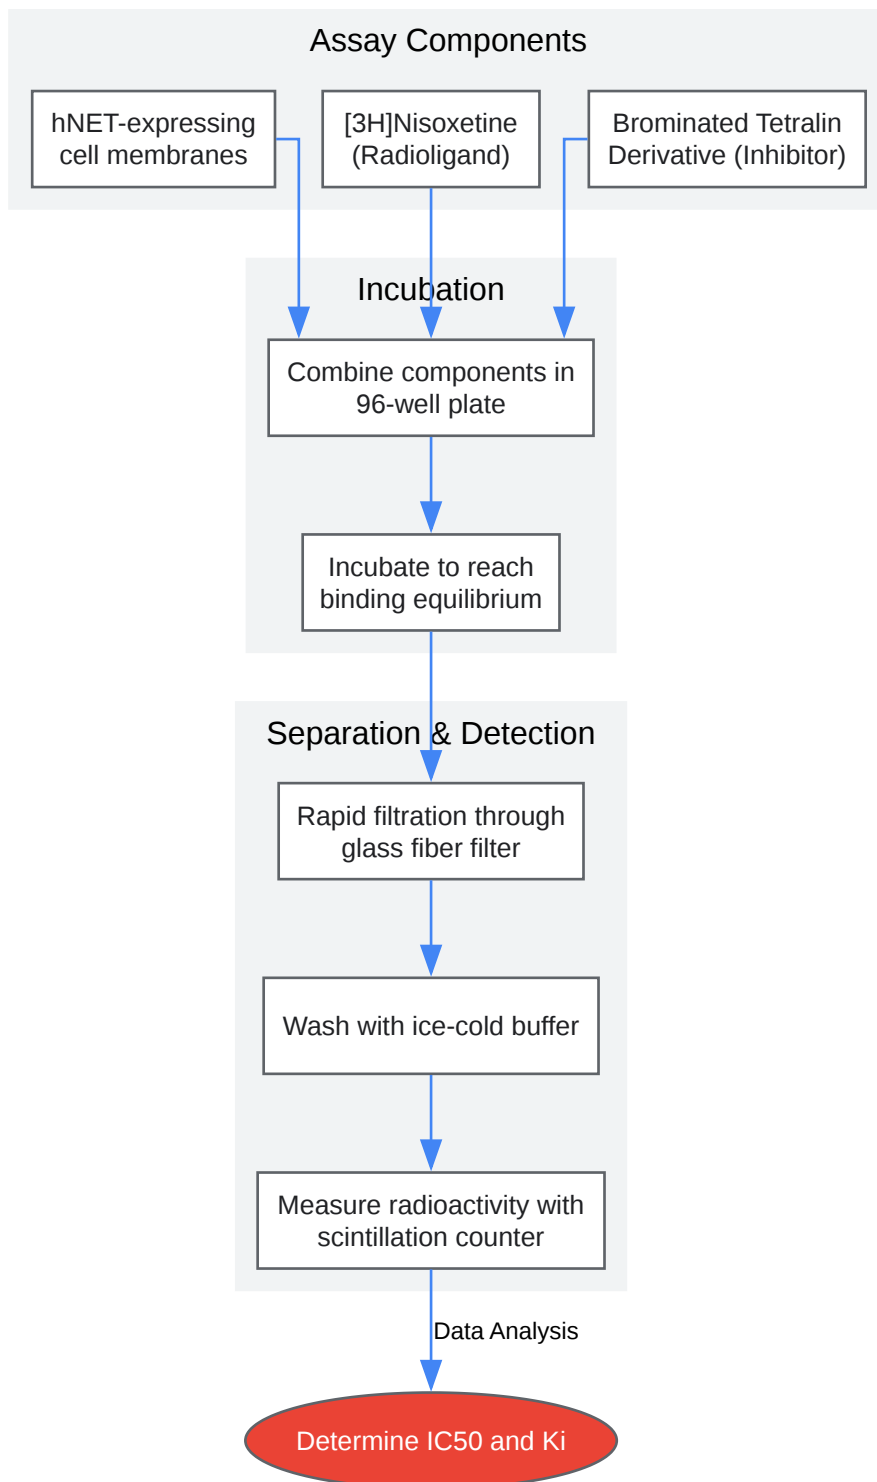 Assay Components
hNET-expressing
cell membranes
[3H]Nisoxetine
(Radioligand)
Brominated Tetralin
Derivative (Inhibitor)
Incubation
Combine components in
96-well plate
Incubate to reach
binding equilibrium
Separation & Detection
Rapid filtration through
glass fiber filter
Wash with ice-cold buffer
Measure radioactivity with
scintillation counter
Data Analysis
Determine IC50 and Ki